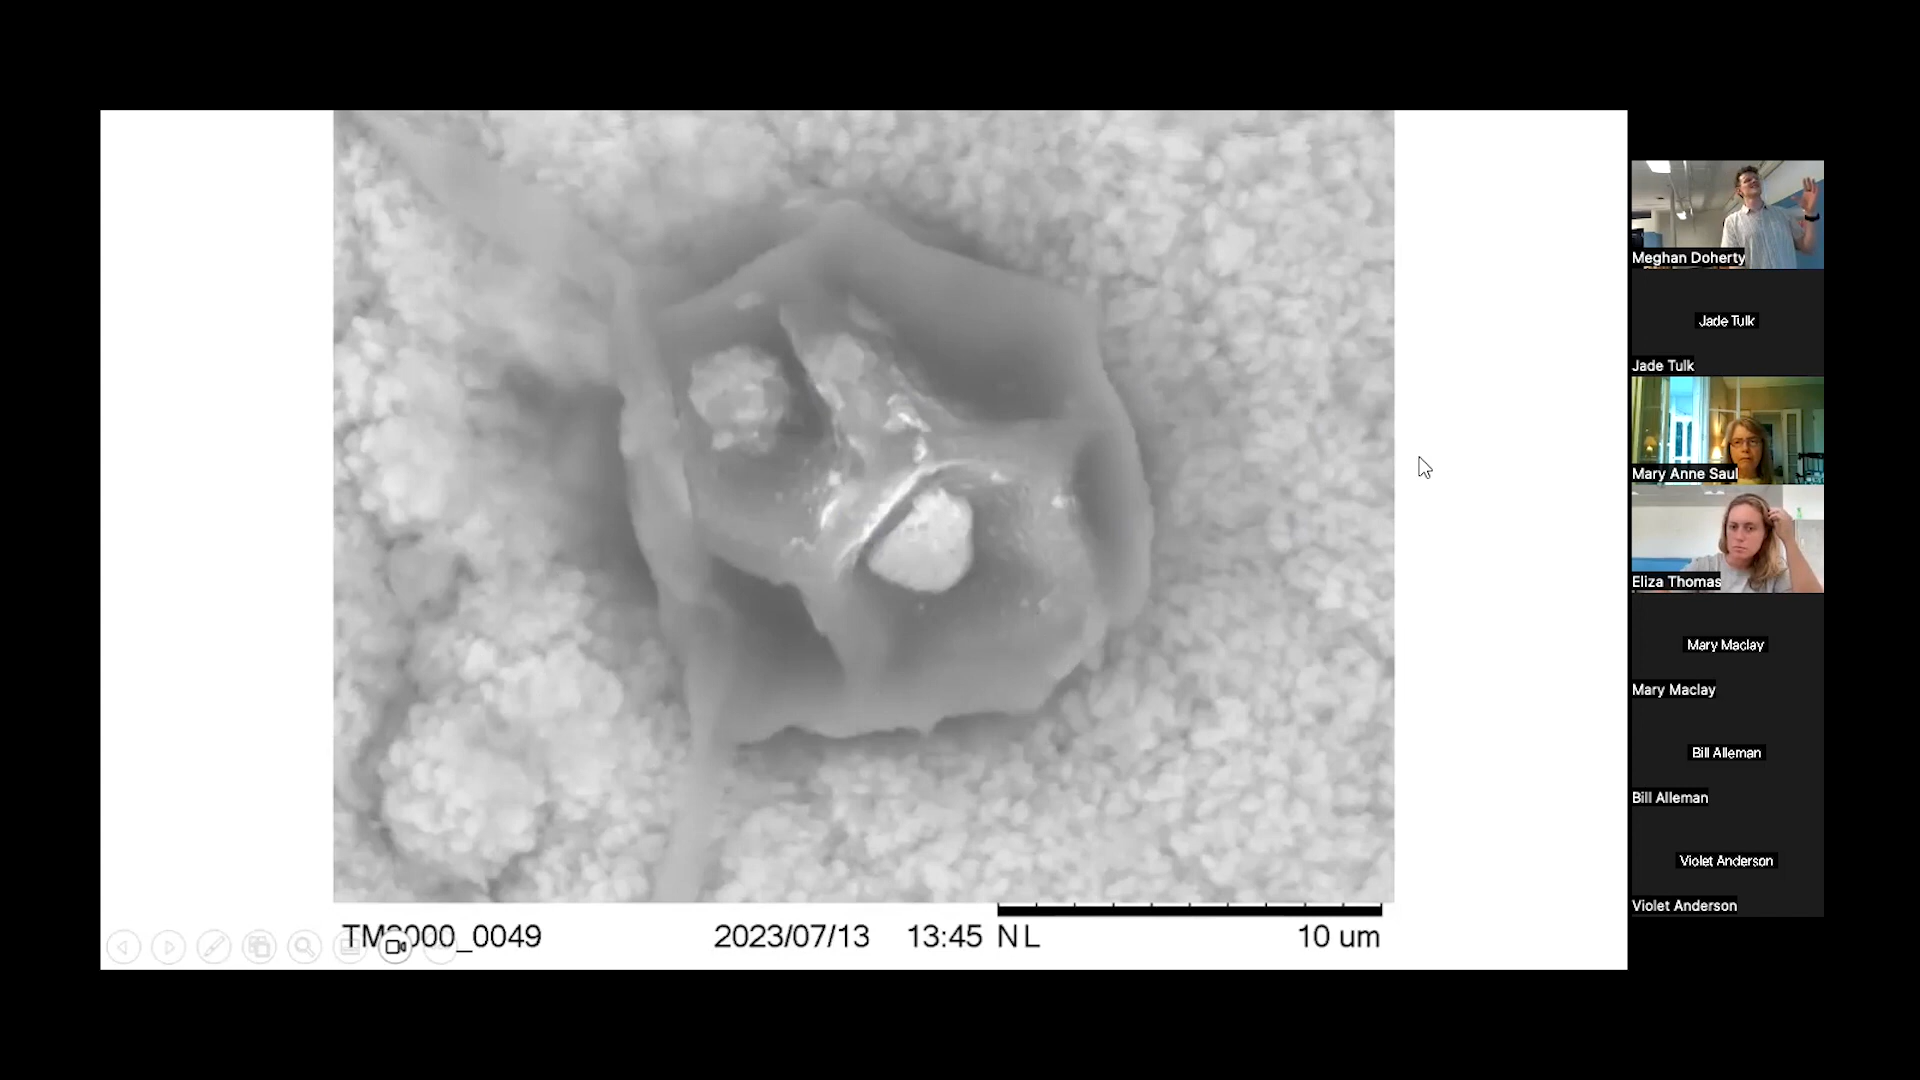 TM3000_0049 2023/07/13 13:45 NL 10 um
Meghan Doherty
Jade Tulk
Jade Tulk
Mary Anne Saul
Eliza Thomas
Mary Maclay
Mary Maclay
Bill Alleman
Bill Alleman
Violet Anderson
Violet Anderson